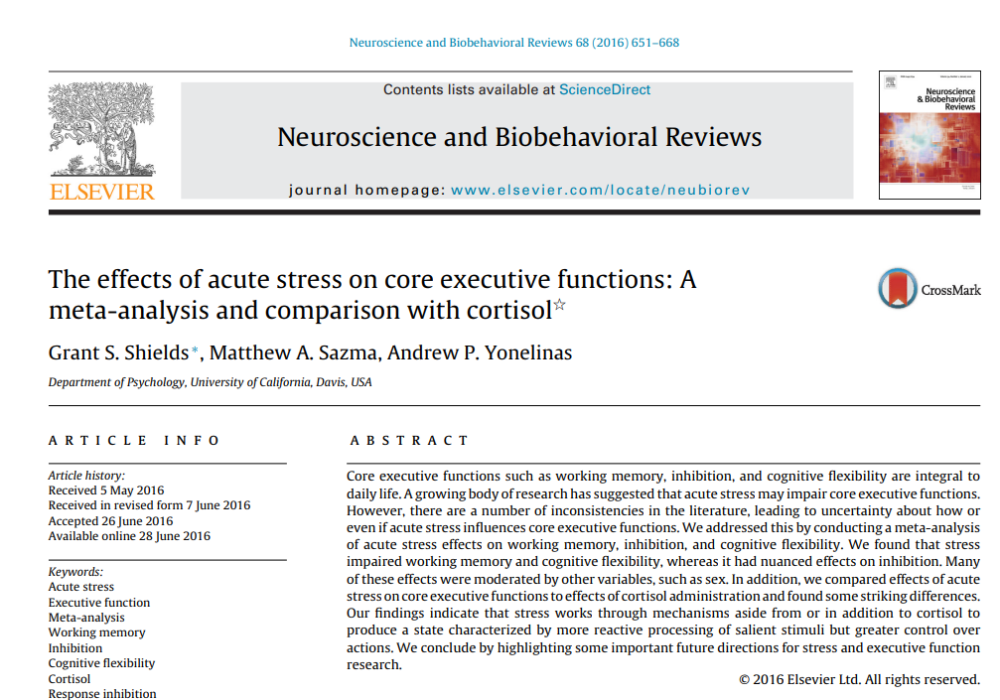 Neuroscience and Biobehavioral Reviews 68 (2016) 651–668
Contents lists available at ScienceDirect
Neuroscience and Biobehavioral Reviews
journal homepage: www.elsevier.com/locate/neubiorev
ELSEVIER
Neuroscience
& Biobehavioral
Reviews
The effects of acute stress on core executive functions: A
meta-analysis and comparison with cortisol☆
CrossMark
Grant S. Shields*, Matthew A. Sazma, Andrew P. Yonelinas
Department of Psychology, University of California, Davis, USA
ARTICLE INFO
Article history:
Received 5 May 2016
Received in revised form 7 June 2016
Accepted 26 June 2016
Available online 28 June 2016
Keywords:
Acute stress
Executive function
Meta-analysis
Working memory
Inhibition
Cognitive flexibility
Cortisol
Response inhibition
ABSTRACT
Core executive functions such as working memory, inhibition, and cognitive flexibility are integral to
daily life. A growing body of research has suggested that acute stress may impair core executive functions.
However, there are a number of inconsistencies in the literature, leading to uncertainty about how or
even if acute stress influences core executive functions. We addressed this by conducting a meta-analysis
of acute stress effects on working memory, inhibition, and cognitive flexibility. We found that stress
impaired working memory and cognitive flexibility, whereas it had nuanced effects on inhibition. Many
of these effects were moderated by other variables, such as sex. In addition, we compared effects of acute
stress on core executive functions to effects of cortisol administration and found some striking differences.
Our findings indicate that stress works through mechanisms aside from or in addition to cortisol to
produce a state characterized by more reactive processing of salient stimuli but greater control over
actions. We conclude by highlighting some important future directions for stress and executive function
research.
© 2016 Elsevier Ltd. All rights reserved.